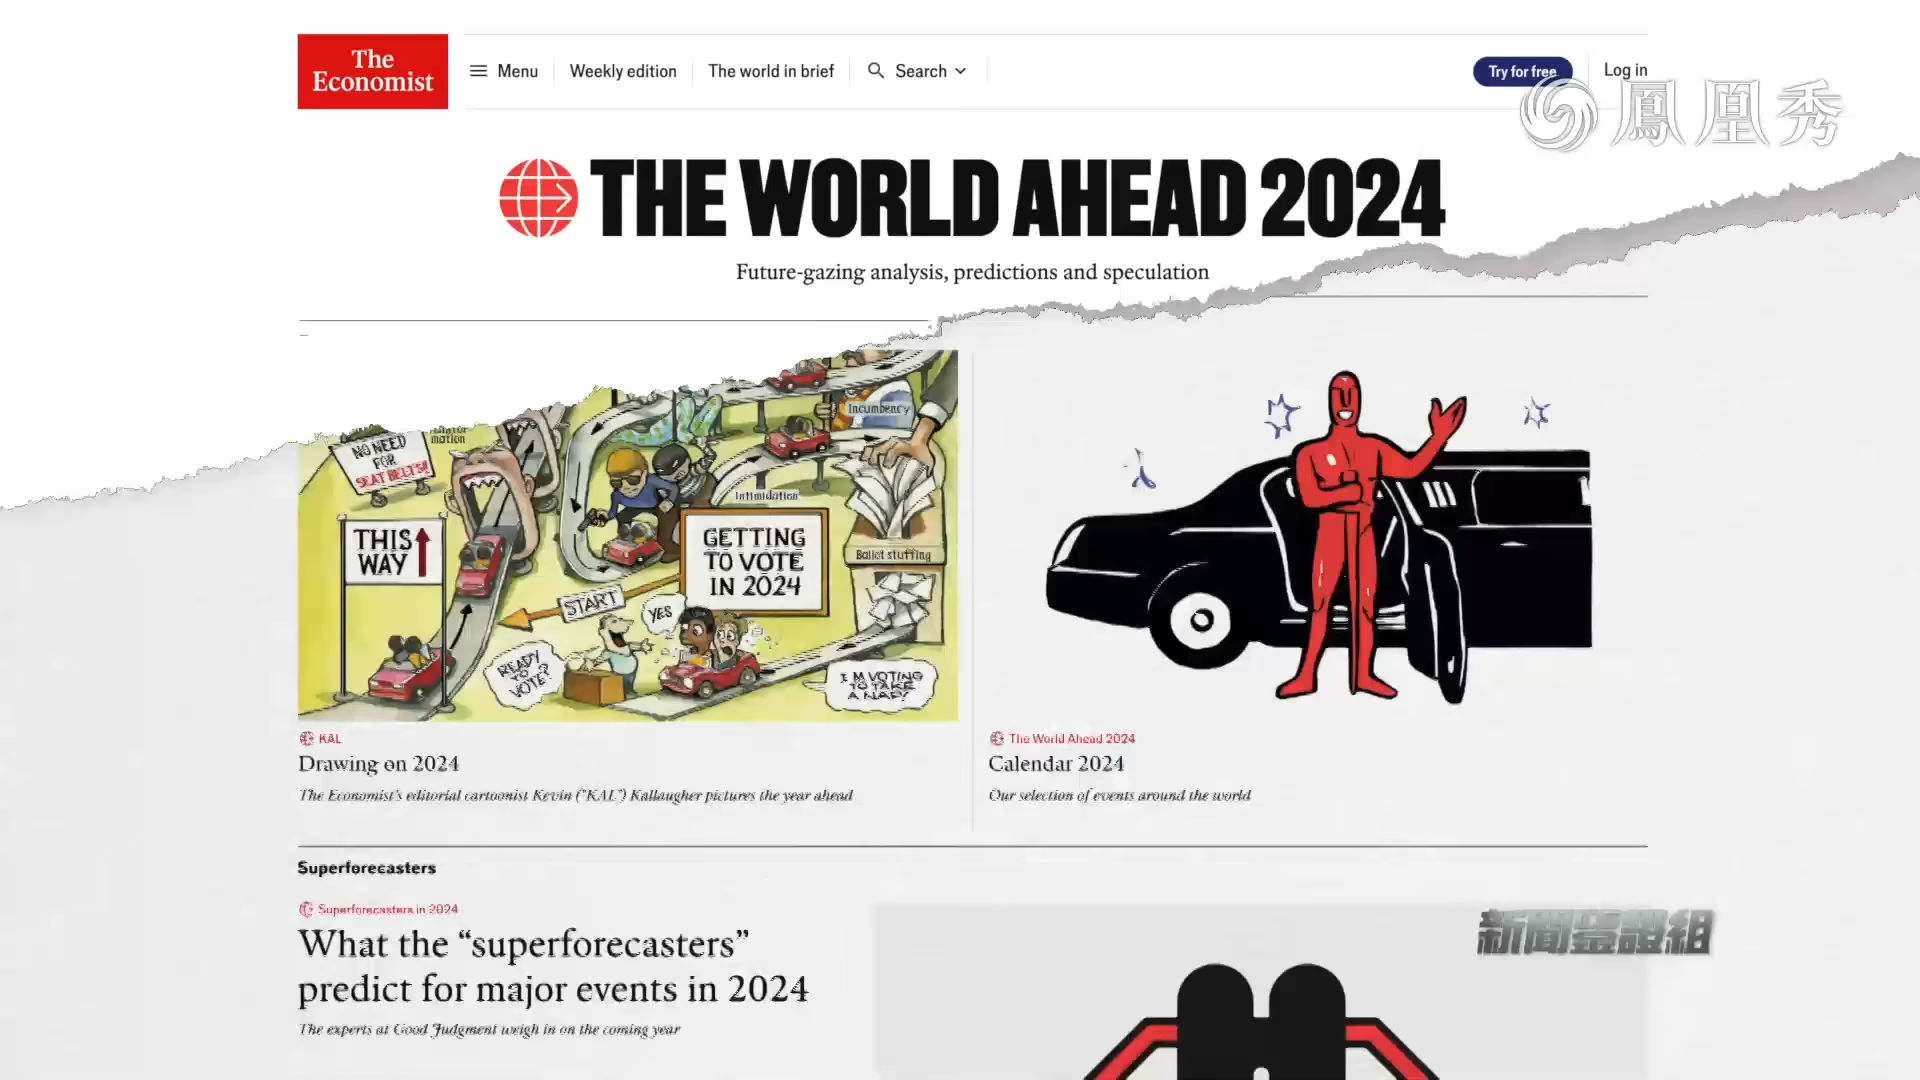 The
Economist
Menu
Weekly edition
The world in brief
Search
Try for free
Log in
鳳凰秀
THE WORLD AHEAD 2024
Future-gazing analysis, predictions and speculation
NO NEED
FOR
SEAT BELTS!
mation
THIS
WAY
Incumbency
Intimidation
GETTING
TO VOTE
IN 2024
Ballot stuffing
START
YES
READY
TO
VOTE?
I'M VOTING
TO TAKE
A NAP!
KAL
Drawing on 2024
The Economist's editorial cartoonist Kevin ("KAL") Kallaugher pictures the year ahead
The World Ahead 2024
Calendar 2024
Our selection of events around the world
Superforecasters
Superforecasters in 2024
What the “superforecasters”
predict for major events in 2024
The experts at Good Judgment weigh in on the coming year
新聞鑒證組